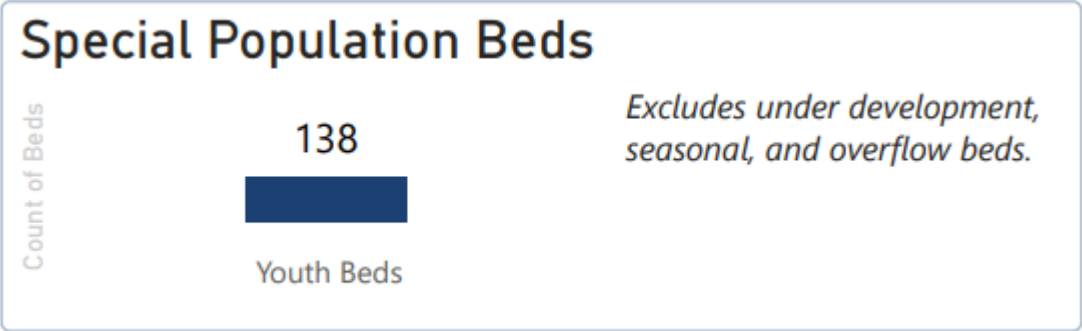 Special Population Beds
Count of Beds
138
Youth Beds
Excludes under development,
seasonal, and overflow beds.